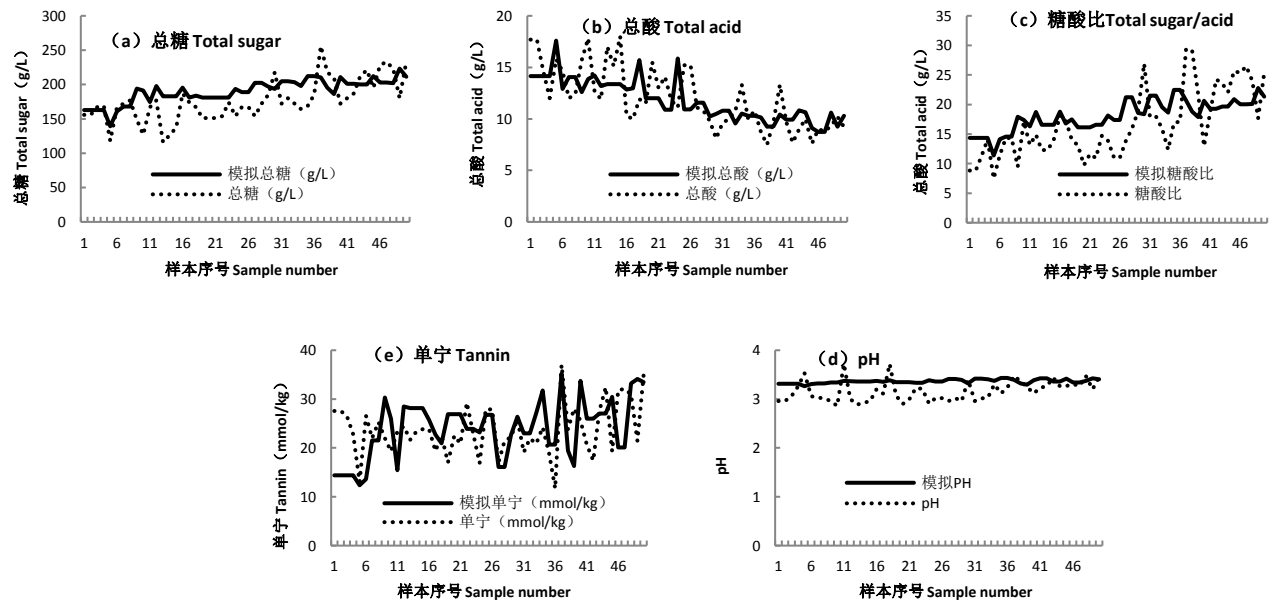 （a）总糖 Total sugar
总糖 Total sugar（g/L）
300
250
200
150
100
50
0
模拟总糖（g/L）
总糖（g/L）
1 6 11 16 21 26 31 36 41 46
样本序号 Sample number
（b）总酸 Total acid
总酸 Total acid（g/L）
20
15
10
5
0
模拟总酸（g/L）
总酸（g/L）
1 6 11 16 21 26 31 36 41 46
样本序号 Sample number
（c）糖酸比Total sugar/acid
总酸 Total acid（g/L）
35
30
25
20
15
10
5
0
模拟糖酸比
糖酸比
1 6 11 16 21 26 31 36 41 46
样本序号 Sample number
（e）单宁 Tannin
单宁 Tannin（mmol/kg）
40
30
20
10
0
模拟单宁（mmol/kg）
单宁（mmol/kg）
1 6 11 16 21 26 31 36 41 46
样本序号 Sample number
（d）pH
pH
4
3
2
1
0
模拟PH
pH
1 6 11 16 21 26 31 36 41 46
样本序号 Sample number